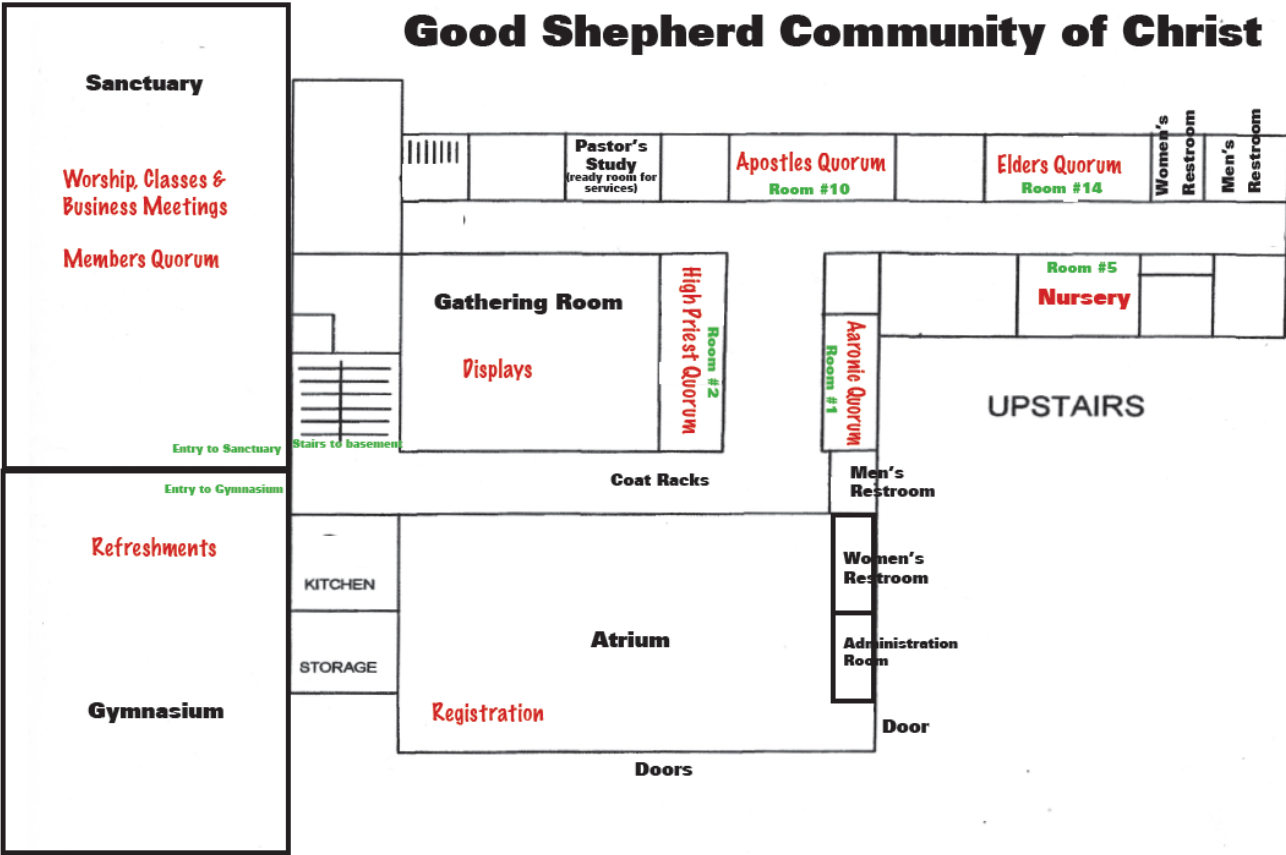 Good Shepherd Community of Christ
Sanctuary
Worship, Classes &
Business Meetings
Members Quorum
Entry to Sanctuary
Stairs to basement
Pastor's
Study
(ready room for
services)
Apostles Quorum
Room #10
Elders Quorum
Room #14
Women's
Restroom
Men's
Restroom
Gathering Room
Displays
High Priest Quorum
Room #2
Aaronic Quorum
Room #1
Room #5
Nursery
UPSTAIRS
Coat Racks
Men's
Restroom
Entry to Gymnasium
Refreshments
Gymnasium
KITCHEN
STORAGE
Atrium
Registration
Women's
Restroom
Administration
Room
Door
Doors